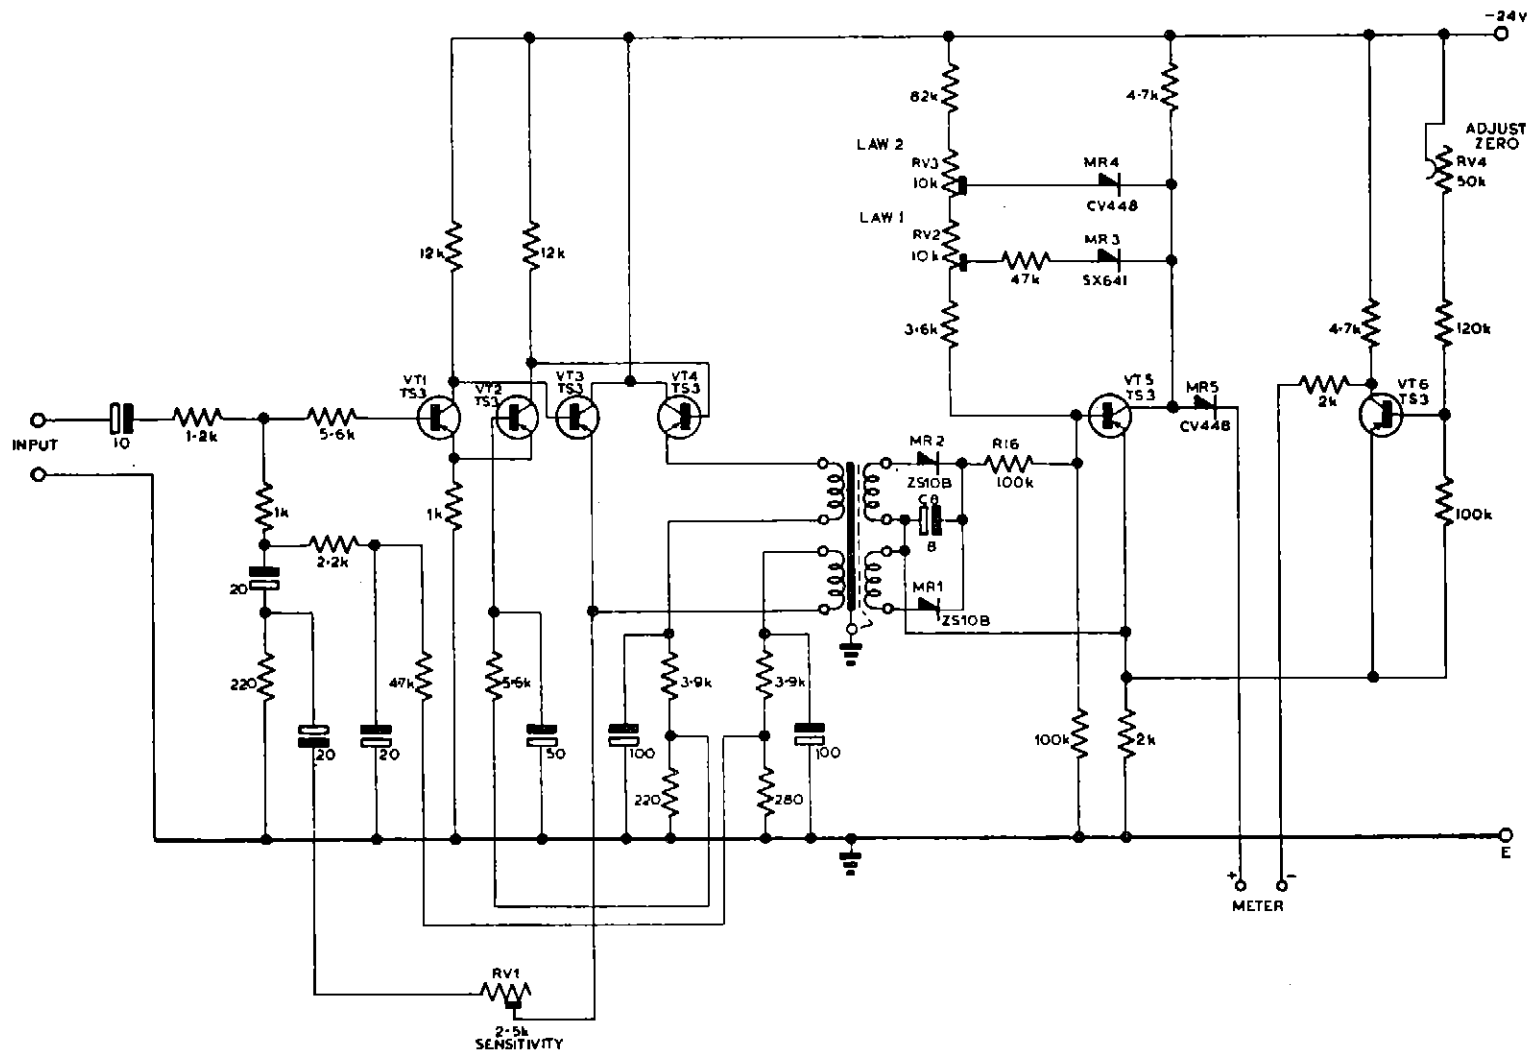 -24V
82k
4.7k
ADJUST
ZERO
LAW 2
RV3
10k
MR4
CV448
RV4
50k
LAW 1
RV2
10k
MR3
SX641
47k
12k
12k
3.6k
4.7k
120k
VT1
TS3
VT2
TS3
VT3
TS3
VT4
TS3
VT5
TS3
MR5
CV448
2k
VT6
TS3
INPUT
10
1.2k
5.6k
MR2
ZS10B
R16
100k
C8
8
1k
1k
100k
2.2k
20
MR1
ZS10B
220
47k
5.6k
3.9k
3.9k
20
20
50
100
100
100k
2k
220
280
E
+
-
METER
RV1
2.5k
SENSITIVITY